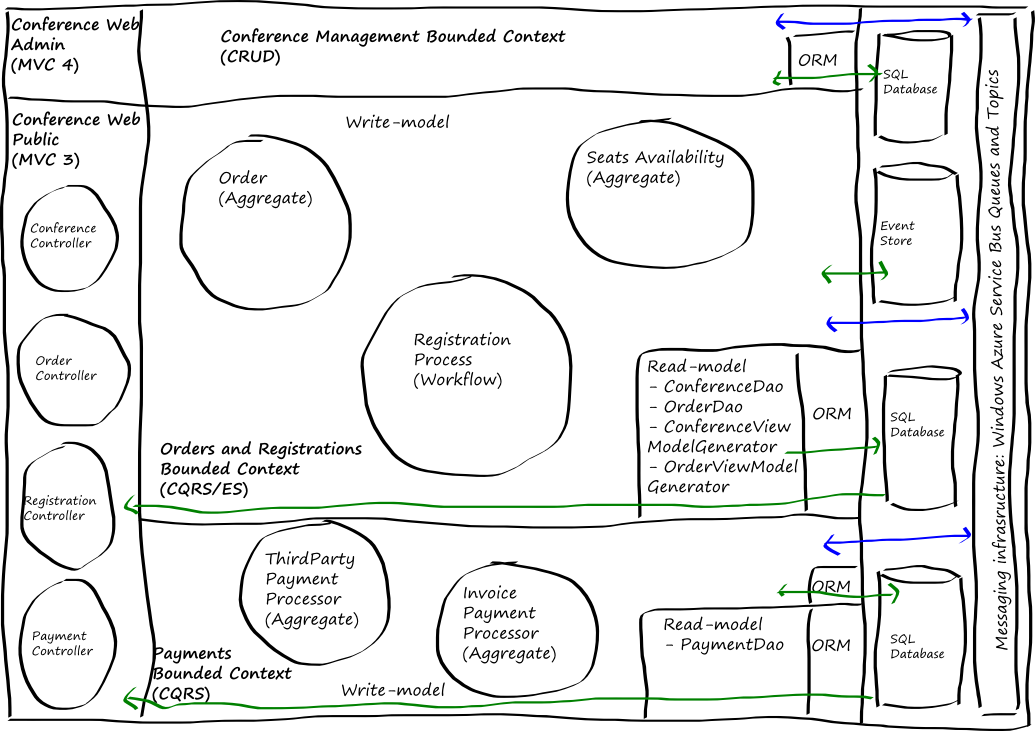 Conference Web
Admin
(MVC 4)
Conference Management Bounded Context
(CRUD)
ORM
SQL
Database
Conference Web
Public
(MVC 3)
Write-model
Order
(Aggregate)
Seats Availability
(Aggregate)
Conference
Controller
Event
Store
Registration
Process
(Workflow)
Order
Controller
Read-model
- ConferenceDao
- OrderDao
- ConferenceView
ModelGenerator
- OrderViewModel
Generator
ORM
SQL
Database
Orders and Registrations
Bounded Context
(CQRS/ES)
Registration
Controller
ThirdParty
Payment
Processor
(Aggregate)
Invoice
Payment
Processor
(Aggregate)
ORM
Read-model
- PaymentDao
ORM
SQL
Database
Payment
Controller
Payments
Bounded Context
(CQRS)
Write-model
Messaging infrasructure: Windows Azure Service Bus Queues and Topics